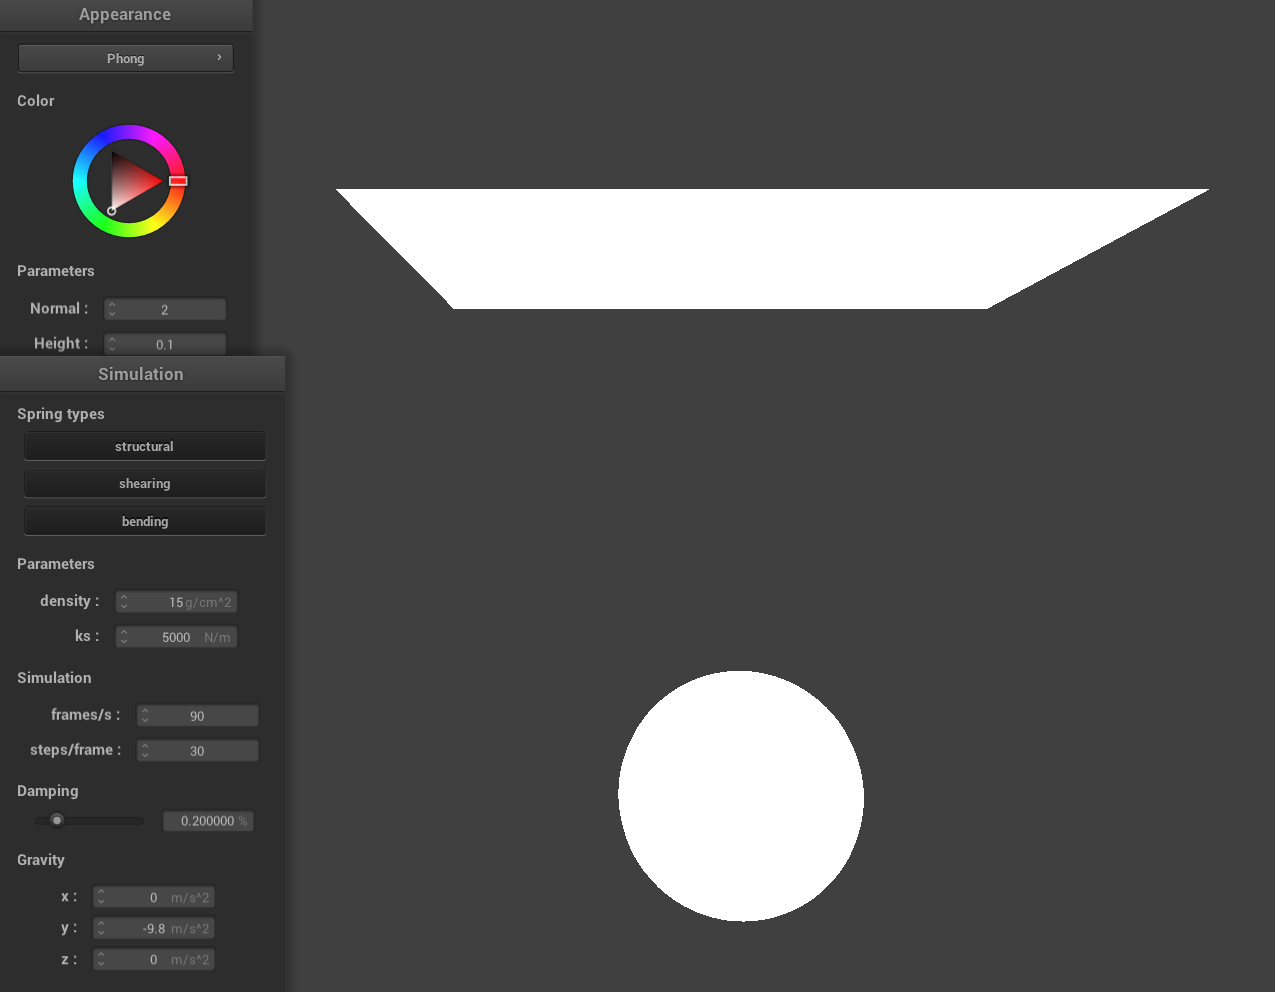 Appearance
Phong
Color
Parameters
Normal : 2
Height : 0.1
Simulation
Spring types
structural
shearing
bending
Parameters
density : 15 g/cm^2
ks : 5000 N/m
Simulation
frames/s : 90
steps/frame : 30
Damping
0.200000 %
Gravity
x : 0 m/s^2
y : -9.8 m/s^2
z : 0 m/s^2